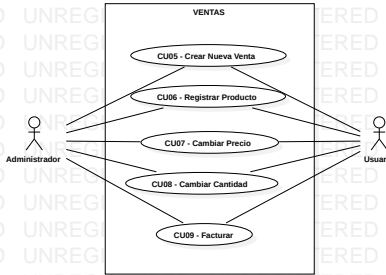 VENTAS
CU05 - Crear Nueva Venta
CU06 - Registrar Producto
CU07 - Cambiar Precio
Administrador
Usuar
CU08 - Cambiar Cantidad
CU09 - Facturar